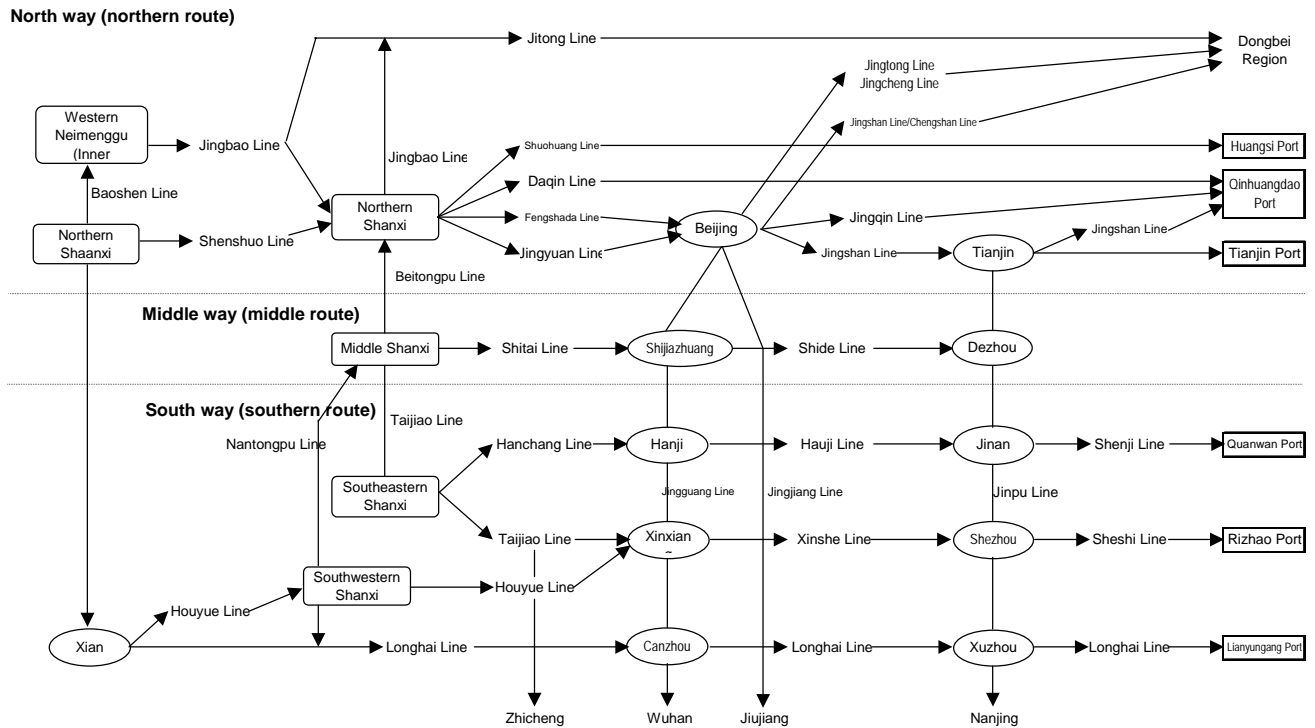 North way (northern route)
Jitong Line
Dongbei
Region
Jingtong Line
Jingcheng Line
Western
Neimenggu
(Inner
Jingbao Line
Jingbao Line
Shuohuang Line
Jingshan Line/Chengshan Line
Huangsi Port
Baoshen Line
Daqin Line
Qinhuangdao
Port
Northern
Shanxi
Fengshada Line
Beijing
Jingqin Line
Northern
Shaanxi
Shenshuo Line
Jingyuan Line
Jingshan Line
Tianjin
Jingshan Line
Tianjin Port
Beitongpu Line
Middle way (middle route)
Middle Shanxi
Shitai Line
Shijiazhuang
Shide Line
Dezhou
South way (southern route)
Nantongpu Line
Taijiao Line
Hanchang Line
Hanji
Hauji Line
Jinan
Shenji Line
Quanwan Port
Southeastern
Shanxi
Jingguang Line
Jingjiang Line
Jinpu Line
Taijiao Line
Xinxian
~
Xinshe Line
Shezhou
Sheshi Line
Rizhao Port
Southwestern
Shanxi
Houyue Line
Houyue Line
Xian
Longhai Line
Canzhou
Longhai Line
Xuzhou
Longhai Line
Lianyungang Port
Zhicheng
Wuhan
Jiujiang
Nanjing